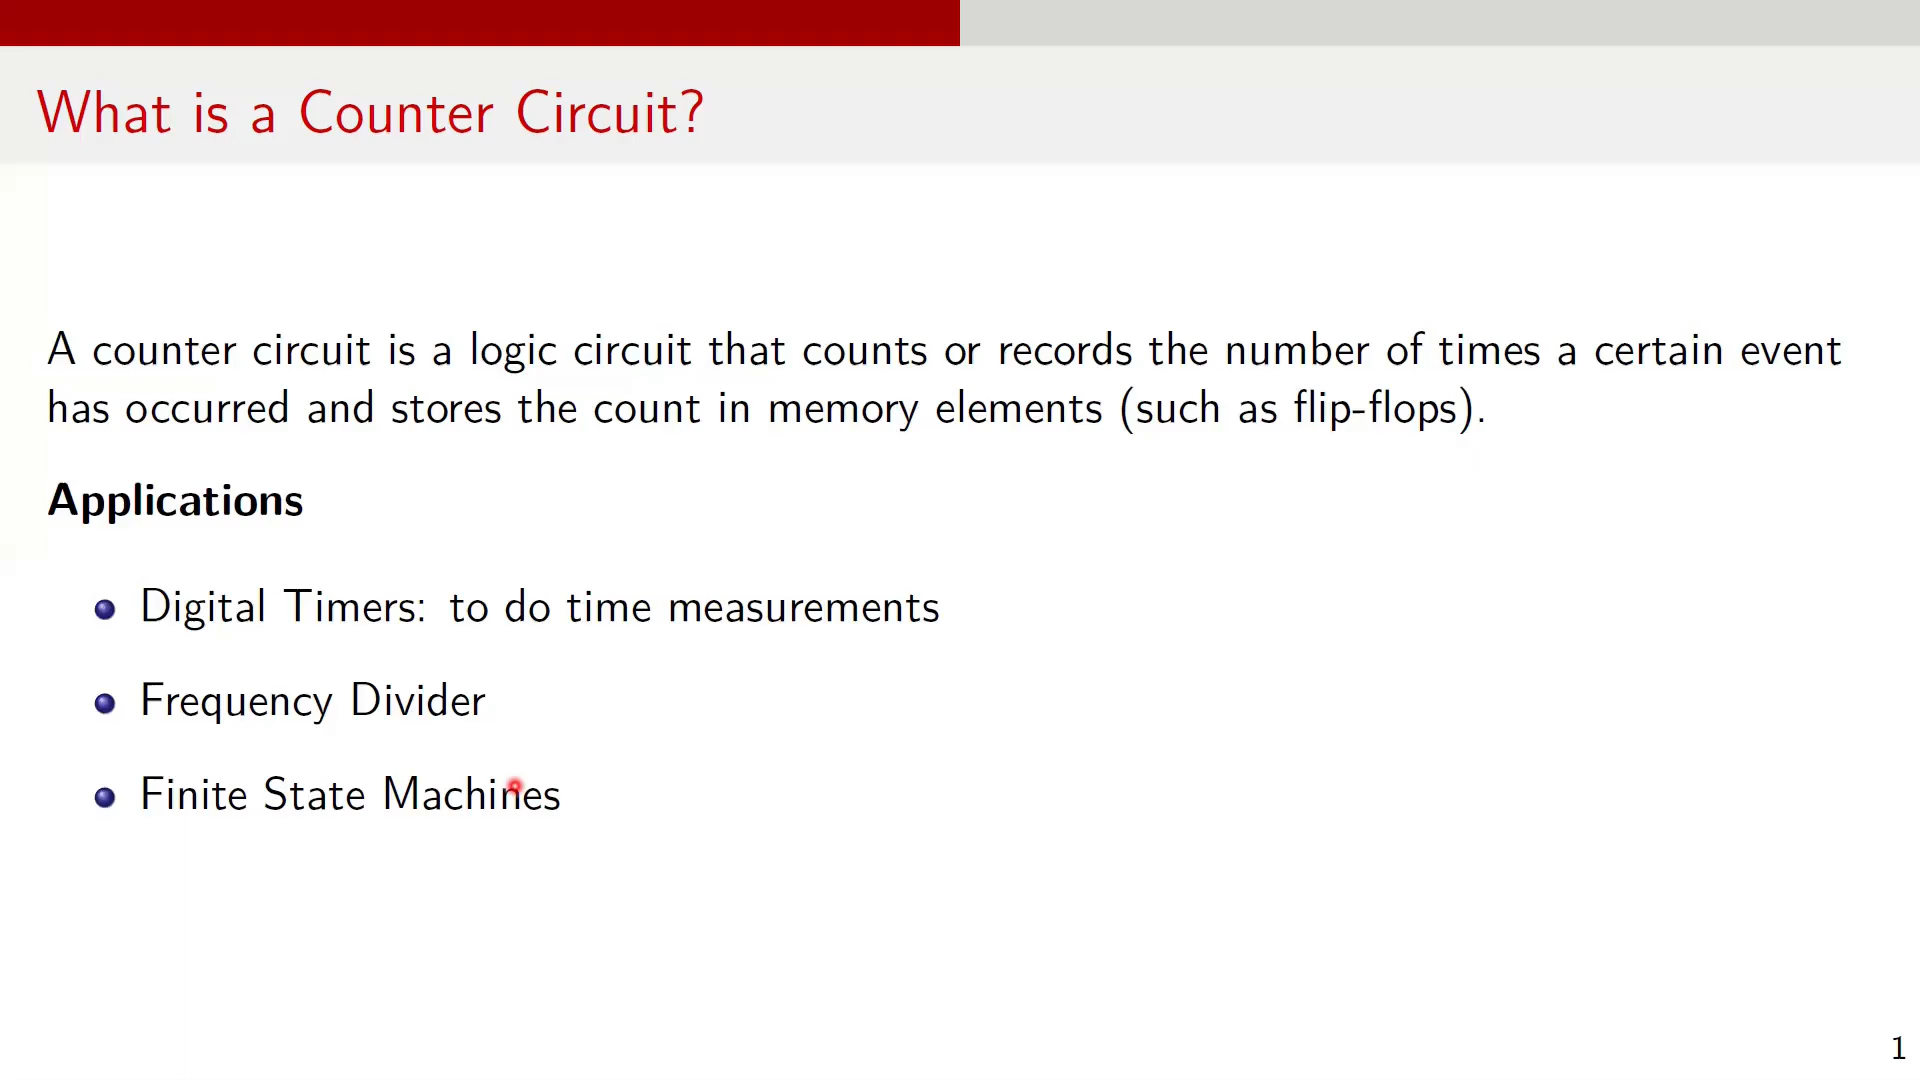 What is a Counter Circuit?
A counter circuit is a logic circuit that counts or records the number of times a certain event
has occurred and stores the count in memory elements (such as flip-flops).
Applications
Digital Timers: to do time measurements
Frequency Divider
Finite State Machines
1